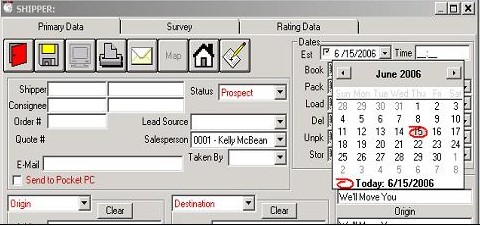 SHIPPER:
Primary Data Survey Rating Data
Map
Shipper
Consignee
Order #
Quote #
E-Mail
Send to Pocket PC
Status Prospect
Lead Source
Salesperson 0001 - Kelly McBean
Taken By
Origin
Clear
Destination
Clear
Dates
Est 6 /15/2006 Time __:__
Book
Pack
Load
Del
Unpk
Stor
June 2006
Sun Mon Tue Wed Thu Fri Sat
28 29 30 31 1 2 3
4 5 6 7 8 9 10
11 12 13 14 15 16 17
18 19 20 21 22 23 24
25 26 27 28 29 30 1
2 3 4 5 6 7 8
Today: 6/15/2006
We'll Move You
Origin